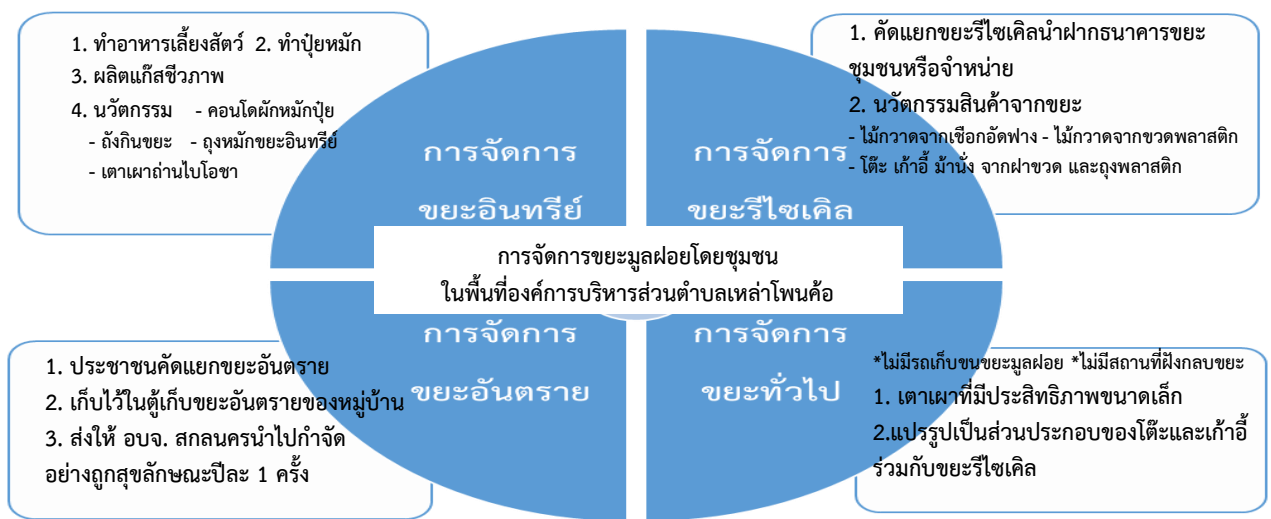 1. ทำอาหารเลี้ยงสัตว์ 2. ทำปุ๋ยหมัก
3. ผลิตแก๊สชีวภาพ
4. นวัตกรรม - คอนโดผักหมักปุ๋ย
- ถังกินขยะ - ถุงหมักขยะอินทรีย์
- เตาเผาถ่านไบโอชา
1. คัดแยกขยะรีไซเคิลนำฝากธนาคารขยะ
ชุมชนหรือจำหน่าย
2. นวัตกรรมสินค้าจากขยะ
- ไม้กวาดจากเชือกอัดฟาง - ไม้กวาดจากขวดพลาสติก
- โต๊ะ เก้าอี้ ม้านั่ง จากฝาขวด และถุงพลาสติก
การจัดการ
ขยะอินทรีย์
การจัดการ
ขยะรีไซเคิล
การจัดการขยะมูลฝอยโดยชุมชน
ในพื้นที่องค์การบริหารส่วนตำบลเหล่าโพนค้อ
การจัดการ
ขยะอันตราย
การจัดการ
ขยะทั่วไป
1. ประชาชนคัดแยกขยะอันตราย
2. เก็บไว้ในตู้เก็บขยะอันตรายของหมู่บ้าน
3. ส่งให้ อบจ. สกลนครนำไปกำจัด
อย่างถูกสุขลักษณะปีละ 1 ครั้ง
*ไม่มีรถเก็บขนขยะมูลฝอย *ไม่มีสถานที่ฝังกลบขยะ
1. เตาเผาที่มีประสิทธิภาพขนาดเล็ก
2.แปรรูปเป็นส่วนประกอบของโต๊ะและเก้าอี้
ร่วมกับขยะรีไซเคิล